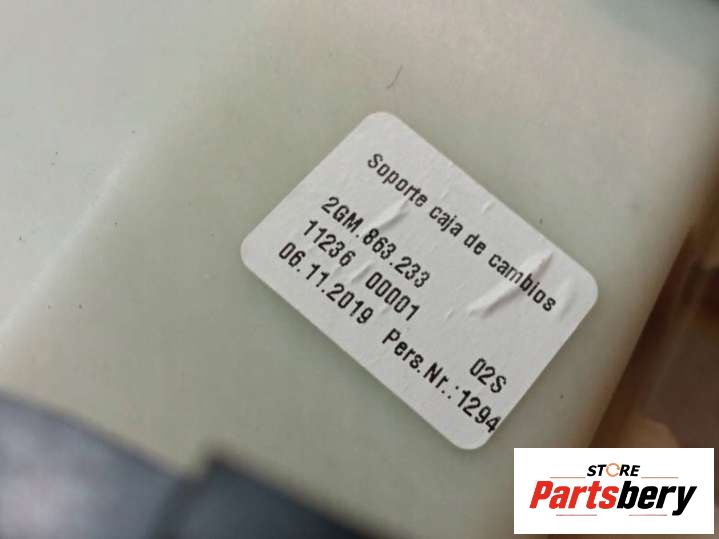 Soporte caja de cambios
2GM.863.233
11236 00001 02S
06.11.2019 Pers.Nr.:1294
STORE
Partsbery